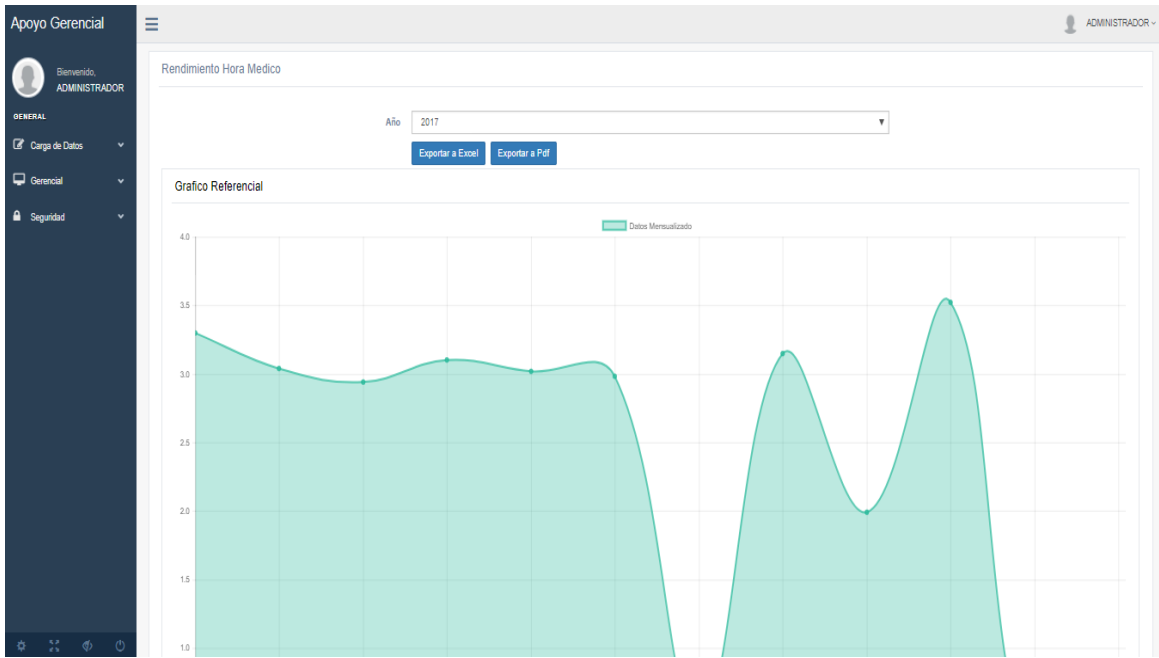 Apoyo Gerencial
ADMINISTRADOR
Bienvenido,
ADMINISTRADOR
GENERAL
Carga de Datos
Gerencial
Seguridad
Rendimiento Hora Medico
Año 2017
Exportar a Excel Exportar a Pdf
Grafico Referencial
Datos Mensualizado
4.0
3.5
3.0
2.5
2.0
1.5
1.0